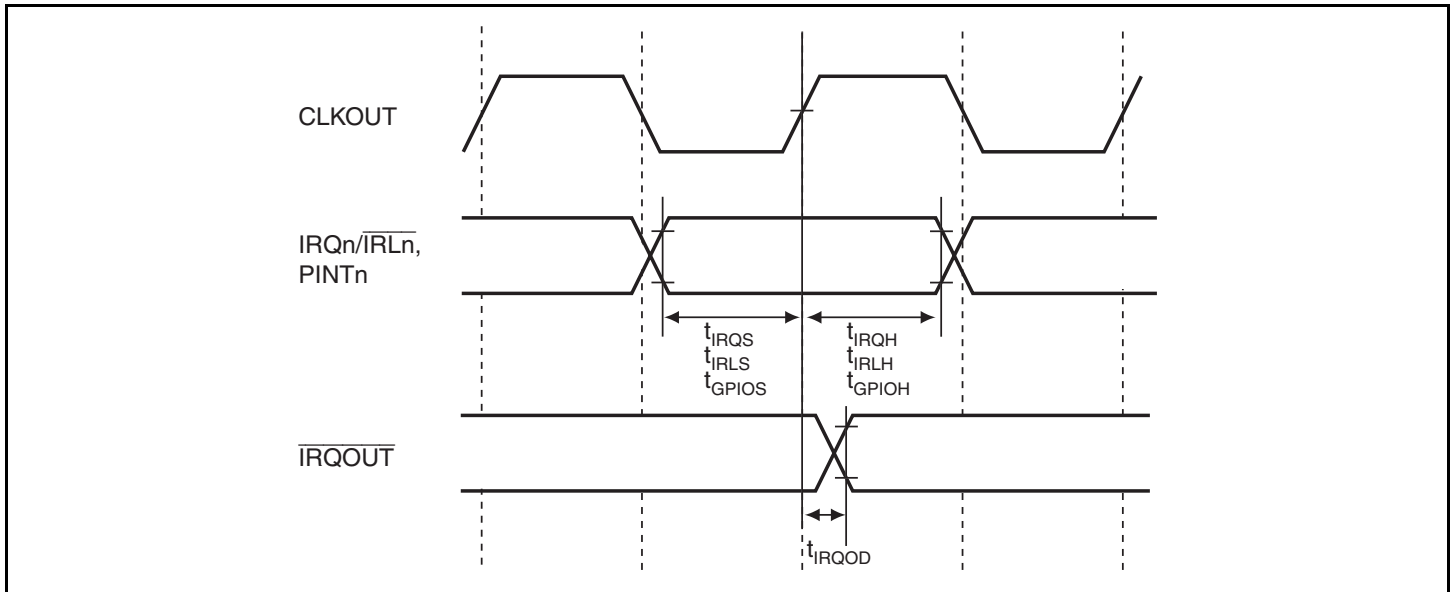 CLKOUT
IRQn/IRLn,
PINTn
tIRQS
tIRLS
tGPIOS
tIRQH
tIRLH
tGPIOH
IRQOUT
tIRQOD